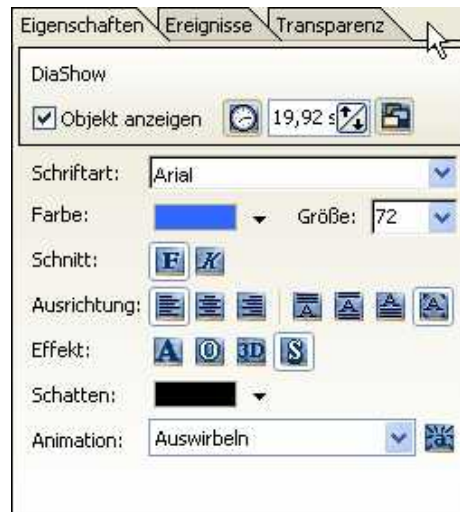 Eigenschaften Ereignisse Transparenz
DiaShow
Objekt anzeigen 19,92 s
Schriftart: Arial
Farbe: Größe: 72
Schnitt: F K
Ausrichtung: A A A A
Effekt: A O 3D S
Schatten:
Animation: Auswirbeln a